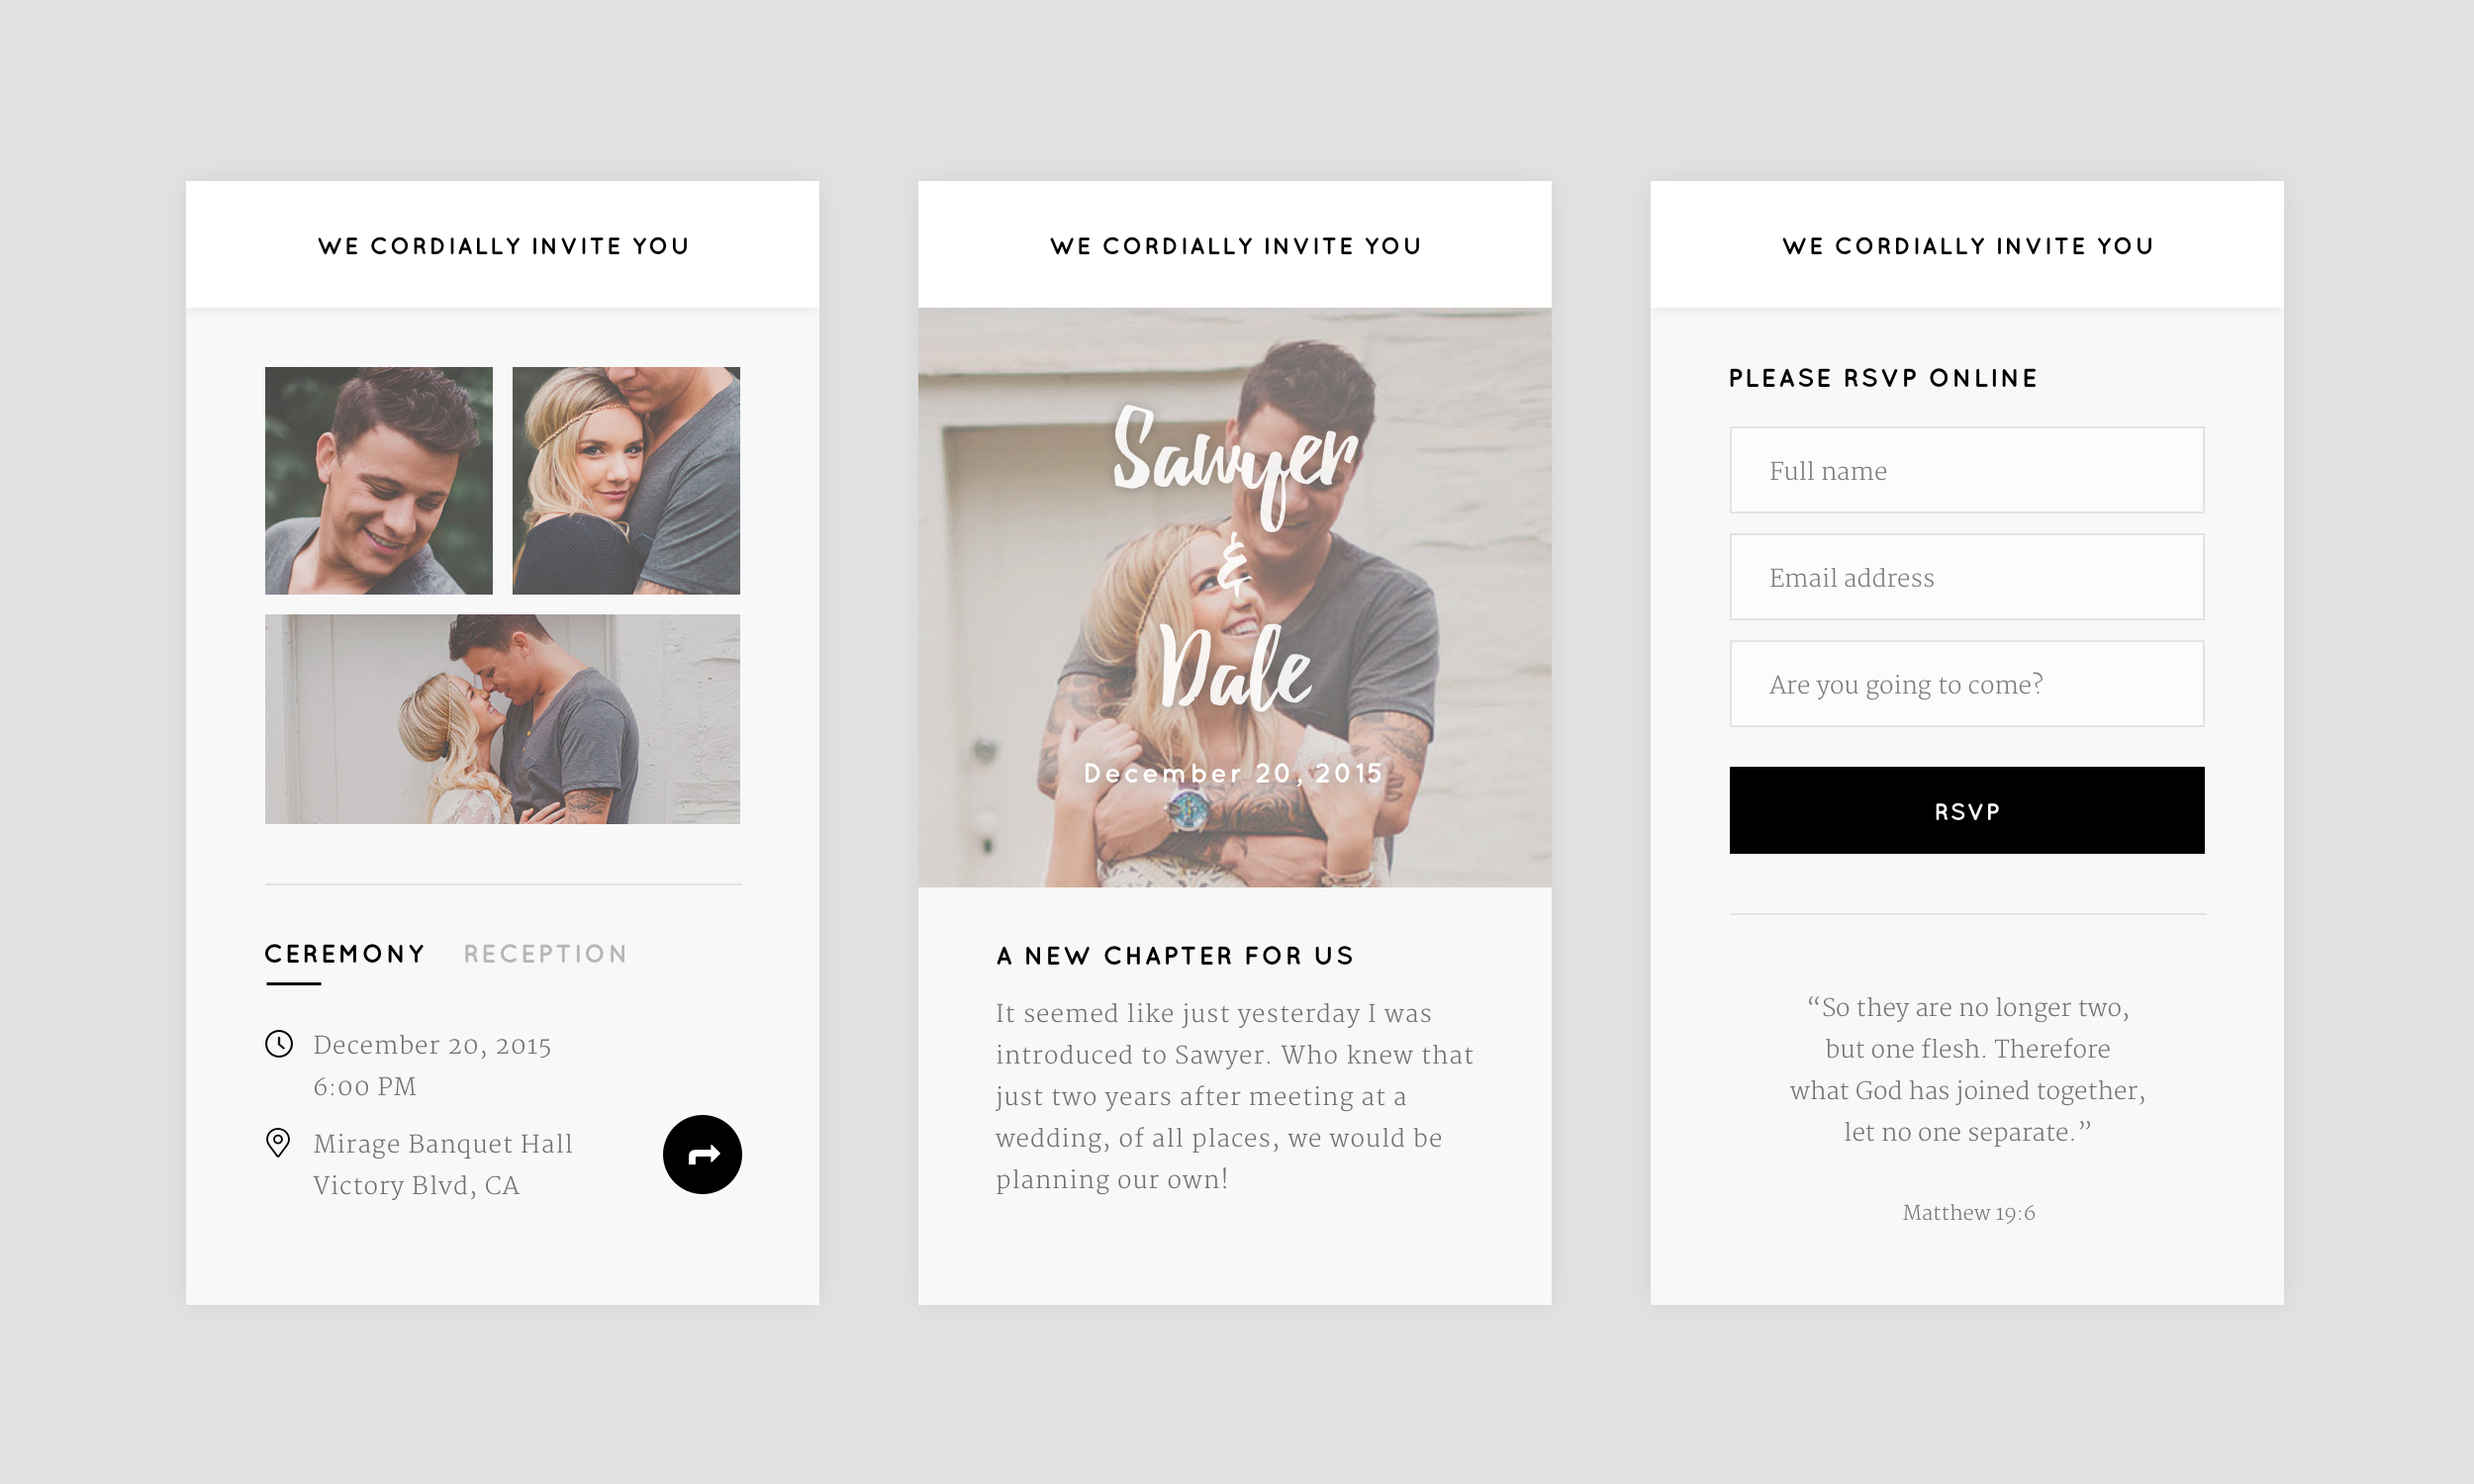 WE CORDIALLY INVITE YOU
CEREMONY RECEPTION
December 20, 2015
6:00 PM
Mirage Banquet Hall
Victory Blvd, CA
WE CORDIALLY INVITE YOU
Sawyer
&
Dale
December 20, 2015
A NEW CHAPTER FOR US
It seemed like just yesterday I was
introduced to Sawyer. Who knew that
just two years after meeting at a
wedding, of all places, we would be
planning our own!
WE CORDIALLY INVITE YOU
PLEASE RSVP ONLINE
Full name
Email address
Are you going to come?
RSVP
“So they are no longer two,
but one flesh. Therefore
what God has joined together,
let no one separate.”
Matthew 19:6